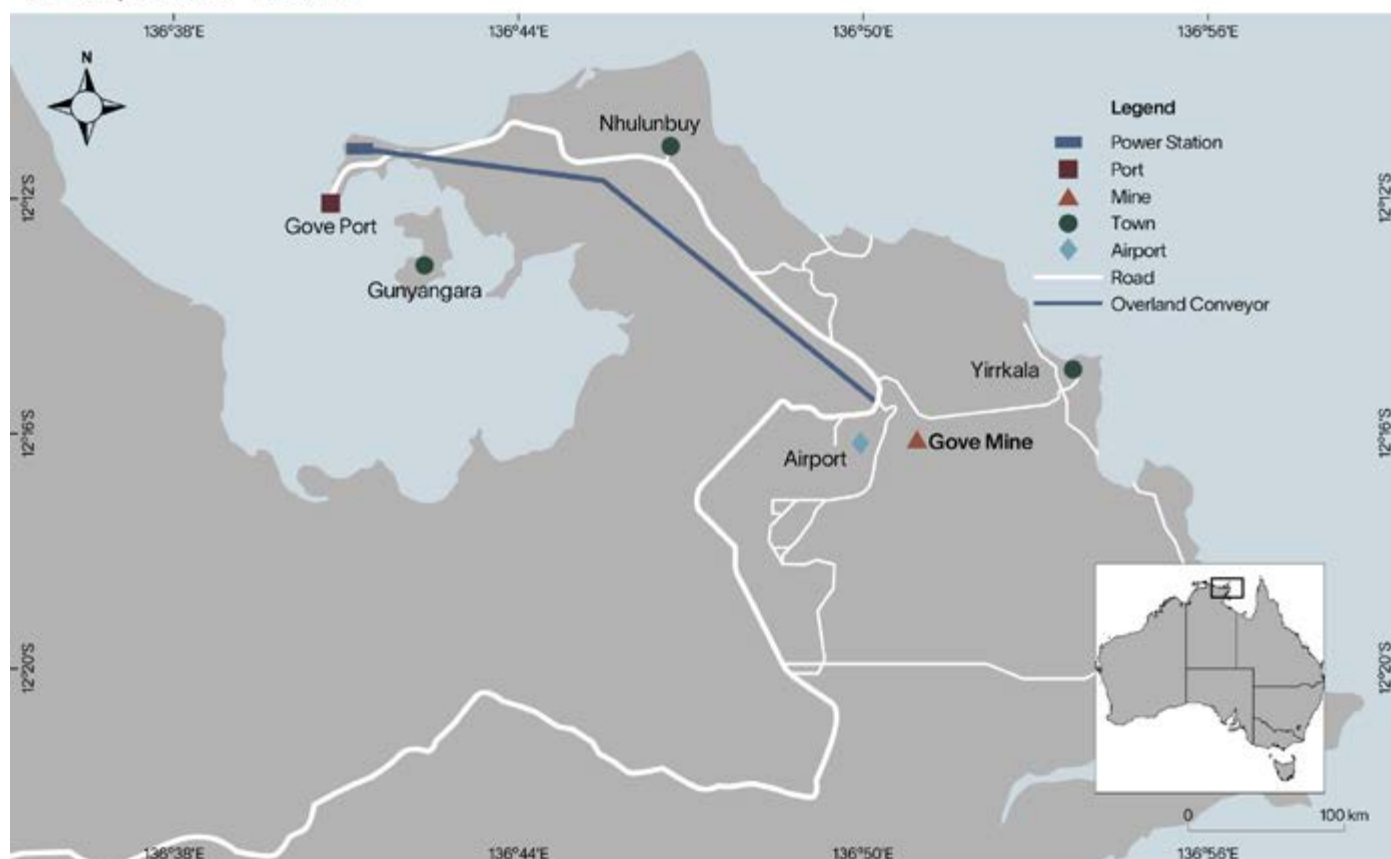 136°38'E 136°44'E 136°50'E 136°56'E
N
Legend
Nhulunbuy
Power Station
Port
Mine
12°12'S 12°12'S
Gove Port
Town
Airport
Gunyangara
Road
Overland Conveyor
Yirrkala
12°16'S 12°16'S
Gove Mine
Airport
12°20'S 12°20'S
0 100 km
136°38'E 136°44'E 136°50'E 136°56'E